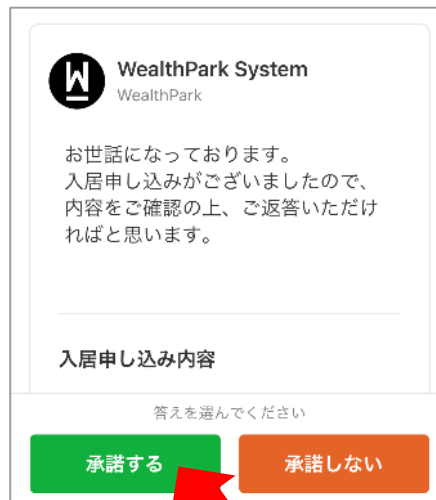 WealthPark System
WealthPark
お世話になっております。
入居申し込みがございましたので、
内容をご確認の上、ご返答いただけ
ればと思います。
入居申し込み内容
答えを選んでください
承諾する
承諾しない